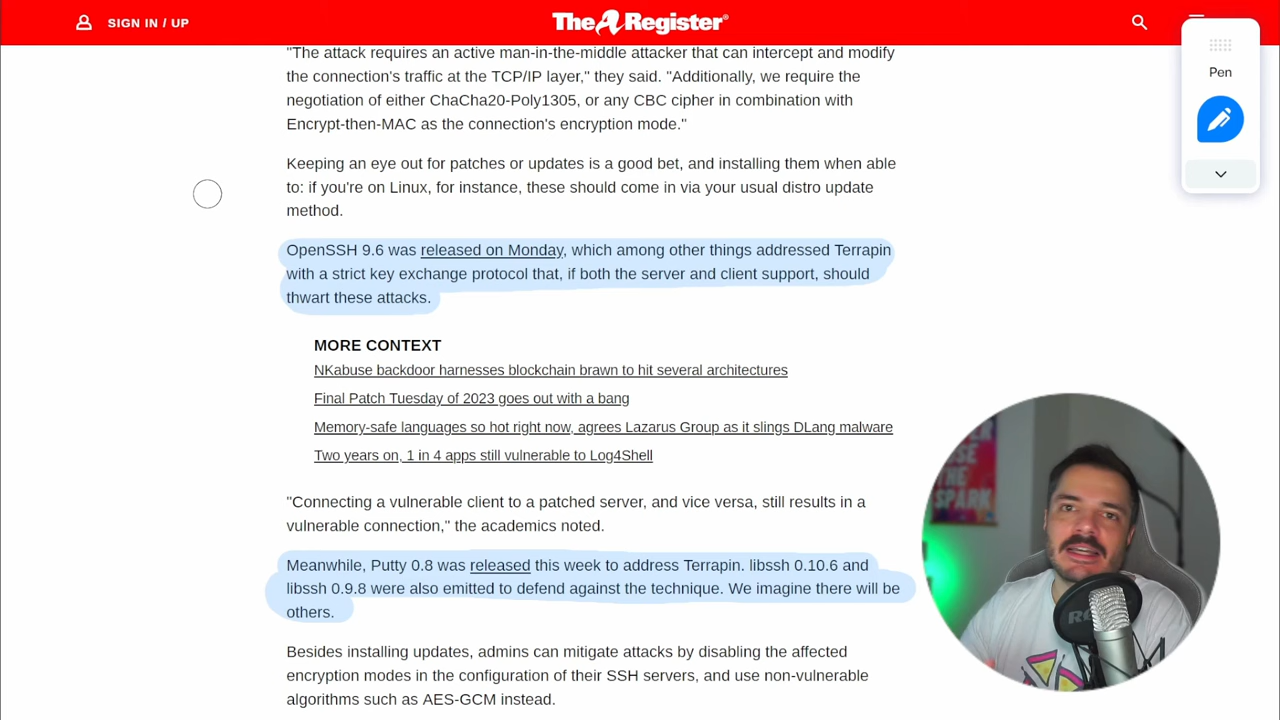 SIGN IN / UP
The Register®
Pen
"The attack requires an active man-in-the-middle attacker that can intercept and modify
the connection's traffic at the TCP/IP layer," they said. "Additionally, we require the
negotiation of either ChaCha20-Poly1305, or any CBC cipher in combination with
Encrypt-then-MAC as the connection's encryption mode."
Keeping an eye out for patches or updates is a good bet, and installing them when able
to: if you're on Linux, for instance, these should come in via your usual distro update
method.
OpenSSH 9.6 was released on Monday, which among other things addressed Terrapin
with a strict key exchange protocol that, if both the server and client support, should
thwart these attacks.
MORE CONTEXT
NKabuse backdoor harnesses blockchain brawn to hit several architectures
Final Patch Tuesday of 2023 goes out with a bang
Memory-safe languages so hot right now, agrees Lazarus Group as it slings DLang malware
Two years on, 1 in 4 apps still vulnerable to Log4Shell
"Connecting a vulnerable client to a patched server, and vice versa, still results in a
vulnerable connection," the academics noted.
Meanwhile, Putty 0.8 was released this week to address Terrapin. libssh 0.10.6 and
libssh 0.9.8 were also emitted to defend against the technique. We imagine there will be
others.
Besides installing updates, admins can mitigate attacks by disabling the affected
encryption modes in the configuration of their SSH servers, and use non-vulnerable
algorithms such as AES-GCM instead.
THE
SPARK